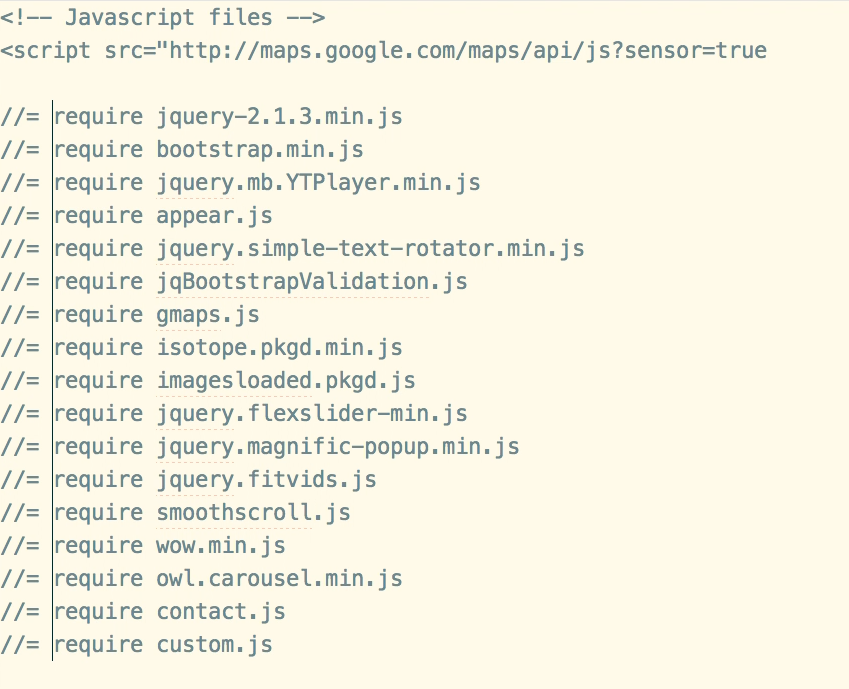 <!-- Javascript files -->
<script src="http://maps.google.com/maps/api/js?sensor=true
//= require jquery-2.1.3.min.js
//= require bootstrap.min.js
//= require jquery.mb.YTPlayer.min.js
//= require appear.js
//= require jquery.simple-text-rotator.min.js
//= require jqBootstrapValidation.js
//= require gmaps.js
//= require isotope.pkgd.min.js
//= require imagesloaded.pkgd.js
//= require jquery.flexslider-min.js
//= require jquery.magnific-popup.min.js
//= require jquery.fitvids.js
//= require smoothscroll.js
//= require wow.min.js
//= require owl.carousel.min.js
//= require contact.js
//= require custom.js